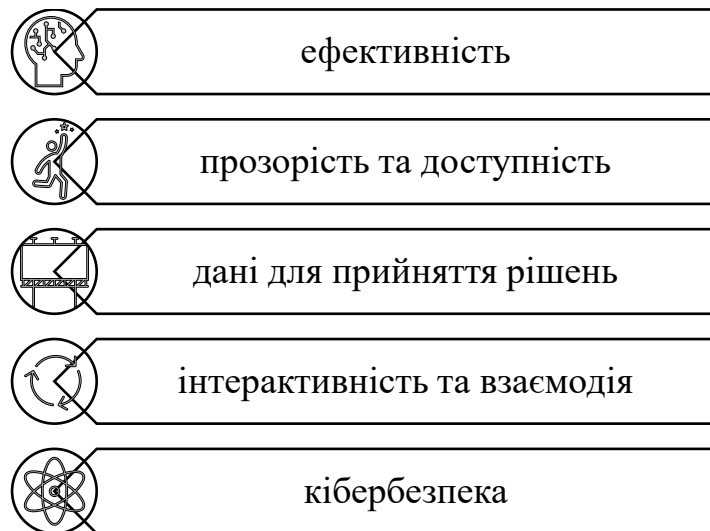 ефективність
прозорість та доступність
дані для прийняття рішень
інтерактивність та взаємодія
кібербезпека